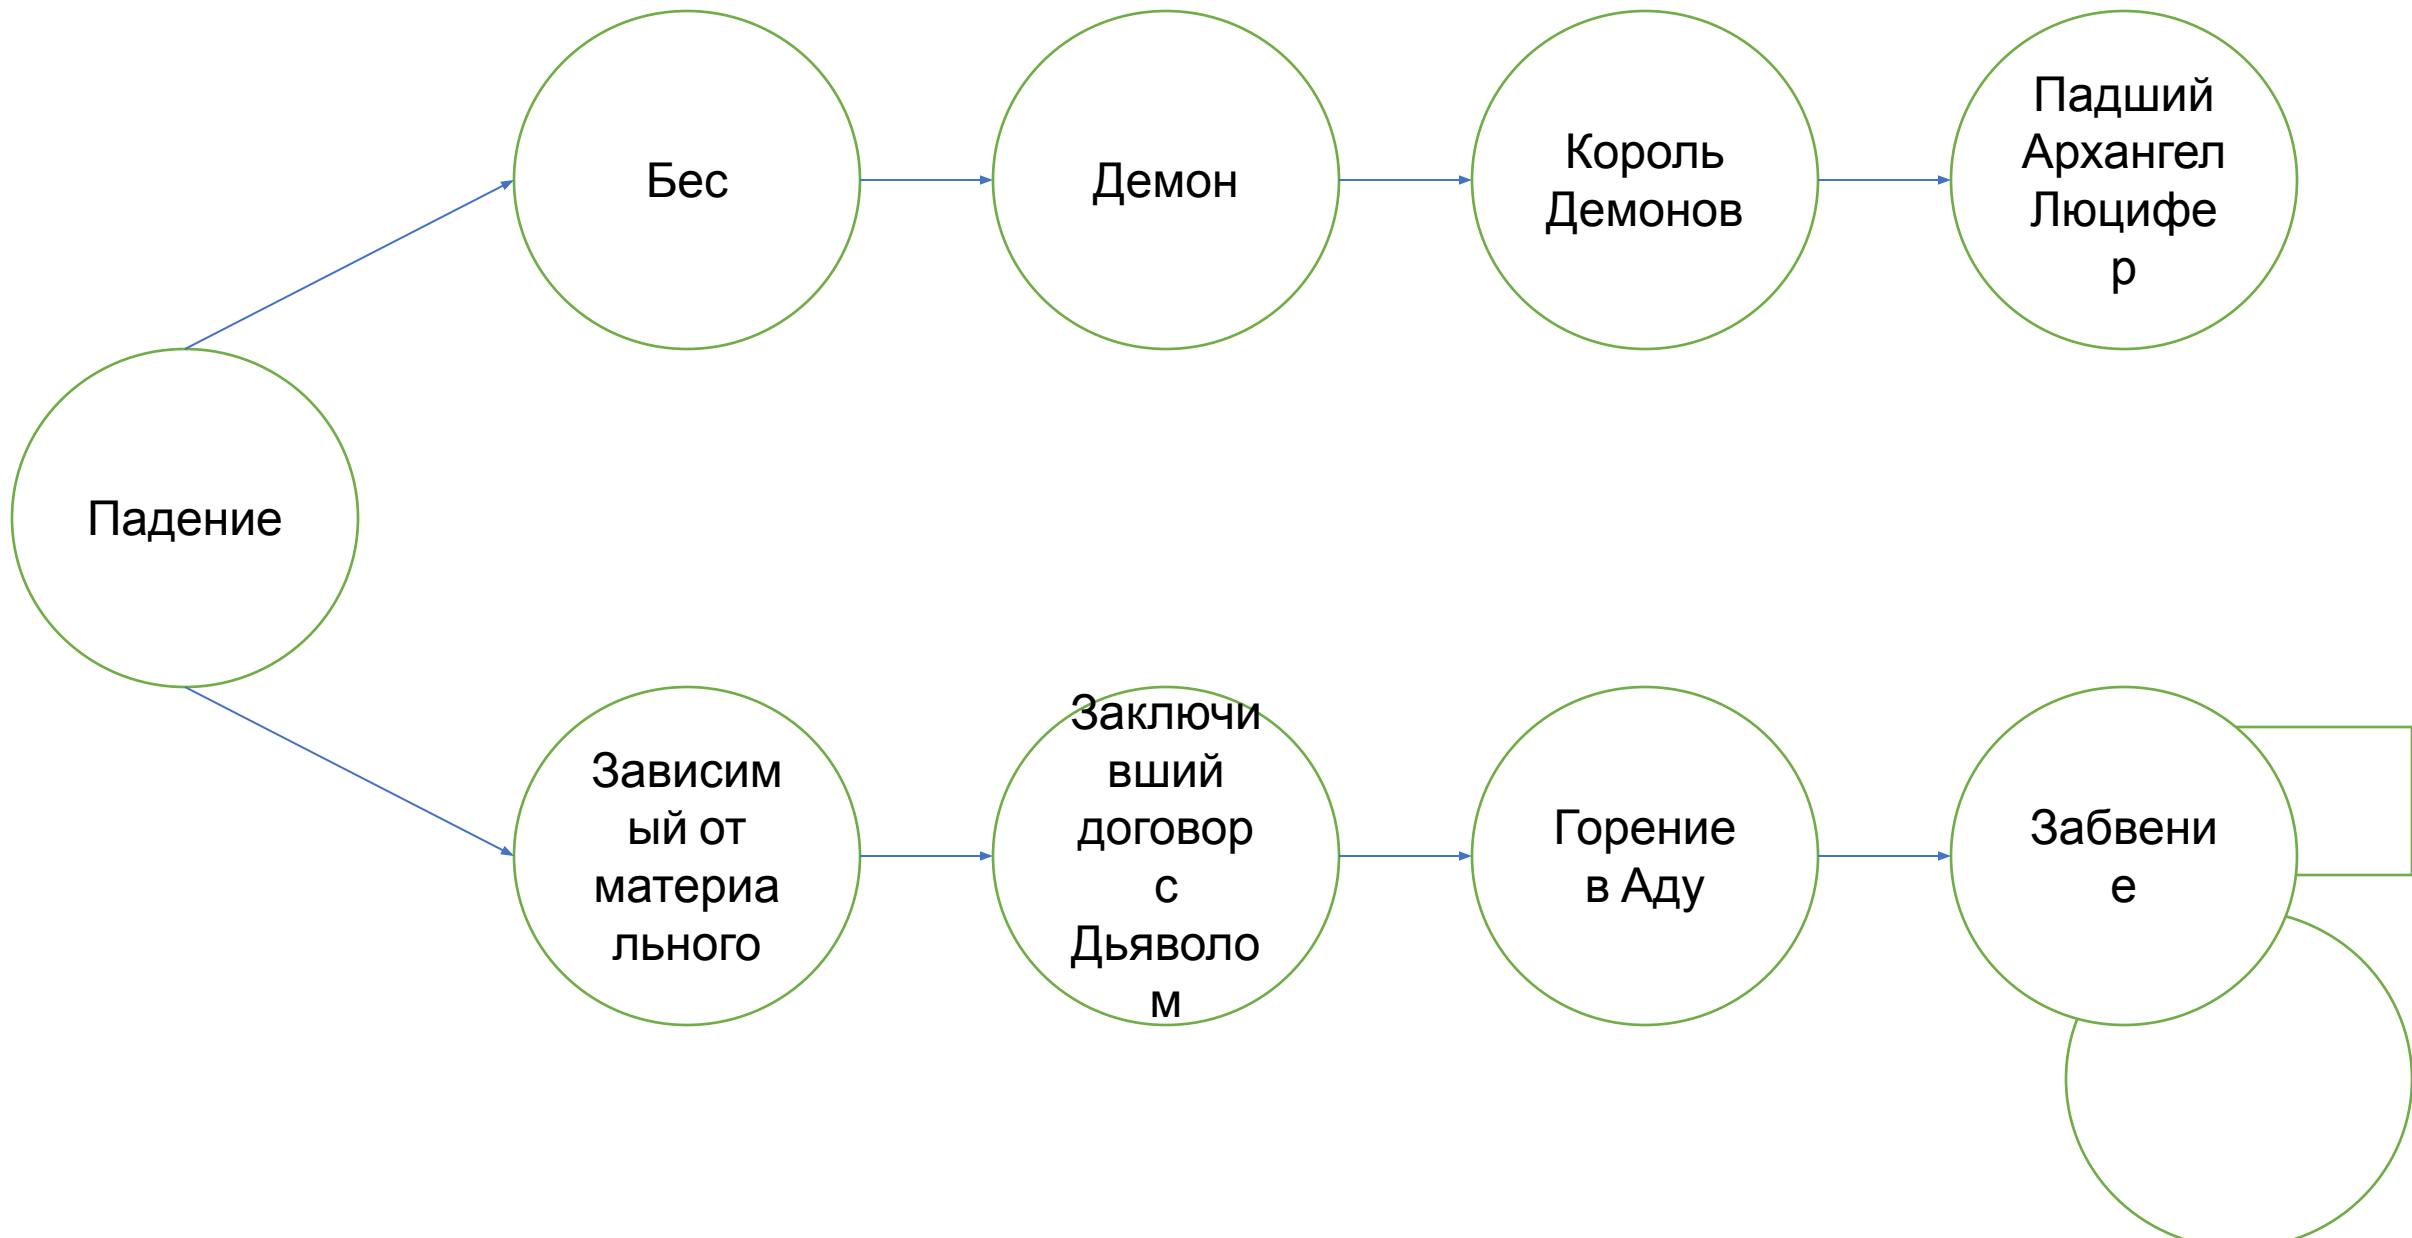 Бес
Демон
Король
Демонов
Падший
Архангел
Люцифе
р
Падение
Зависим
ый от
материа
льного
Заключи
вший
договор
с
Дьяволо
м
Горение
в Аду
Забвени
е